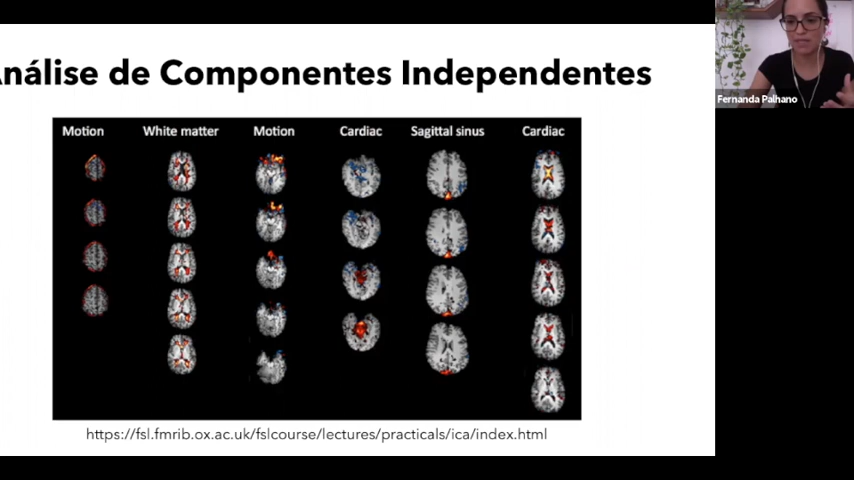 nálise de Componentes Independentes
Fernanda Palhano
Motion White matter Motion Cardiac Sagittal sinus Cardiac
https://fsl.fmrib.ox.ac.uk/fslcourse/lectures/practicals/ica/index.html